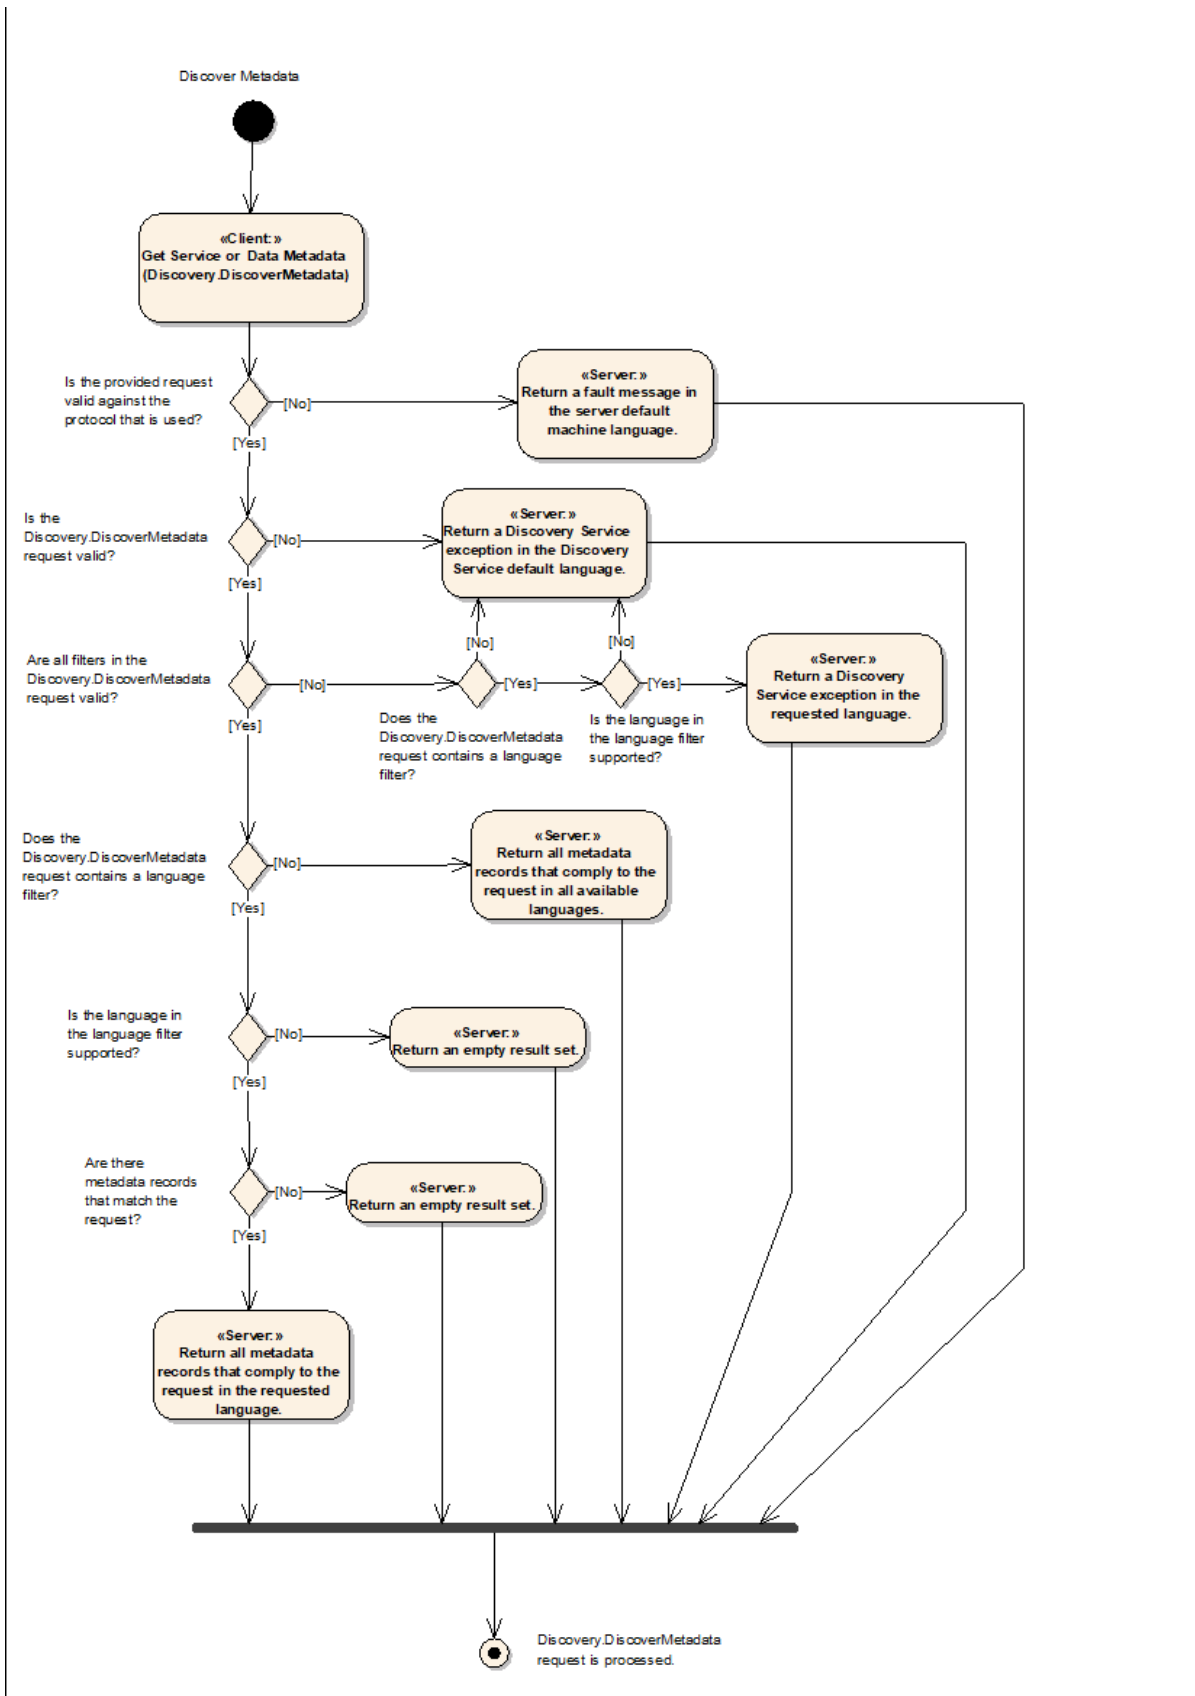 Discover Metadata
«Client: »
Get Service or Data Metadata
(Discovery.DiscoverMetadata)
Is the provided request
valid against the
protocol that is used?
[No]
[Yes]
«Server: »
Return a fault message in
the server default
machine language.
Is the
Discovery.DiscoverMetadata
request valid?
[No]
[Yes]
«Server: »
Return a Discovery Service
exception in the Discovery
Service default language.
Are all filters in the
Discovery.DiscoverMetadata
request valid?
[No]
[Yes]
[No]
[Yes]
Does the
Discovery.DiscoverMetadata
request contains a language
filter?
[No]
[Yes]
Is the language in
the language filter
supported?
«Server: »
Return a Discovery
Service exception in the
requested language.
Does the
Discovery.DiscoverMetadata
request contains a language
filter?
[No]
[Yes]
«Server: »
Return all metadata
records that comply to the
request in all available
languages.
Is the language in
the language filter
supported?
[No]
[Yes]
«Server: »
Return an empty result set.
Are there
metadata records
that match the
request?
[No]
[Yes]
«Server: »
Return an empty result set.
«Server: »
Return all metadata
records that comply to the
request in the requested
language.
Discovery.DiscoverMetadata
request is processed.